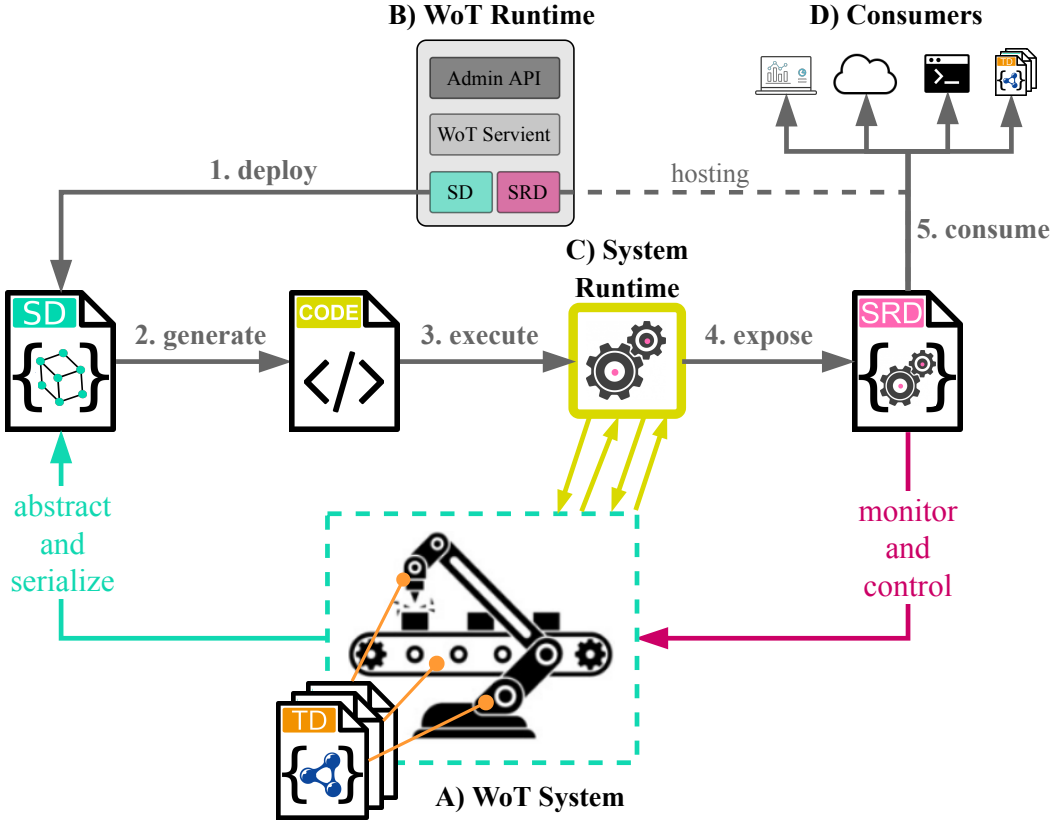 B) WoT Runtime
D) Consumers
Admin API
WoT Servient
SD
SRD
TD
1. deploy
hosting
5. consume
C) System
Runtime
SD
2. generate
CODE
</>
3. execute
4. expose
SRD
abstract
and
serialize
monitor
and
control
TD
A) WoT System